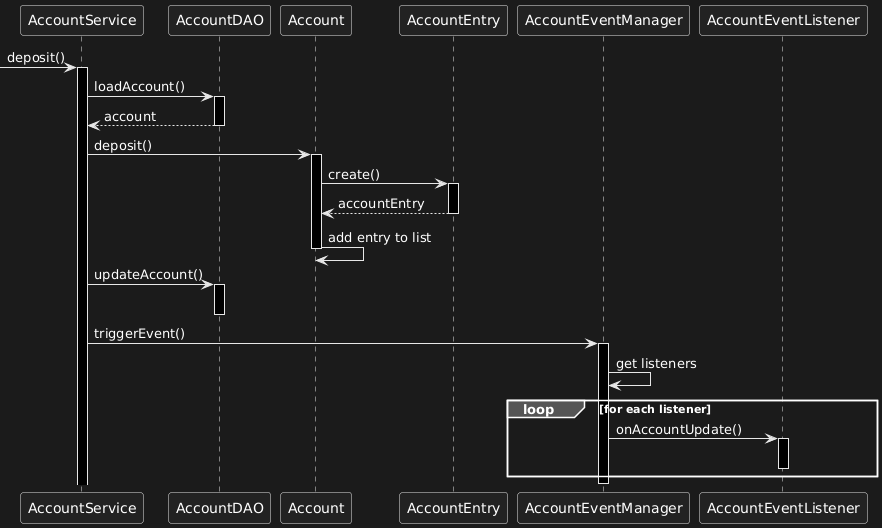 AccountService AccountDAO Account AccountEntry AccountEventManager AccountEventListener
deposit()
loadAccount()
account
deposit()
create()
accountEntry
add entry to list
updateAccount()
triggerEvent()
get listeners
loop [for each listener]
onAccountUpdate()
AccountService AccountDAO Account AccountEntry AccountEventManager AccountEventListener